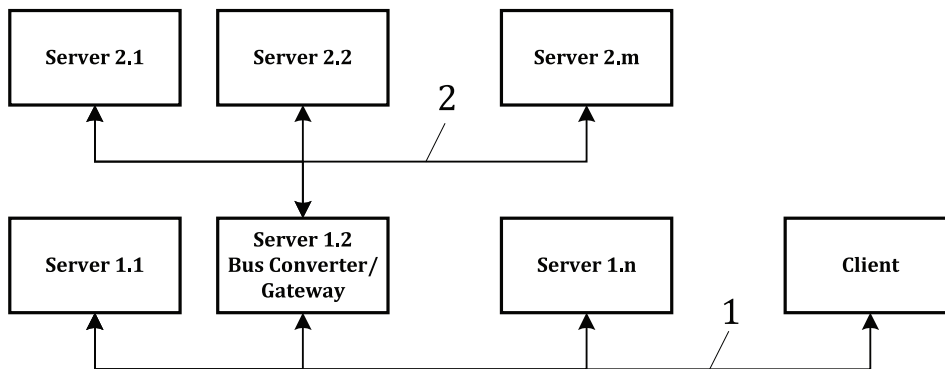 Server 2.1
Server 2.2
Server 2.m
2
Server 1.1
Server 1.2
Bus Converter/
Gateway
Server 1.n
Client
1